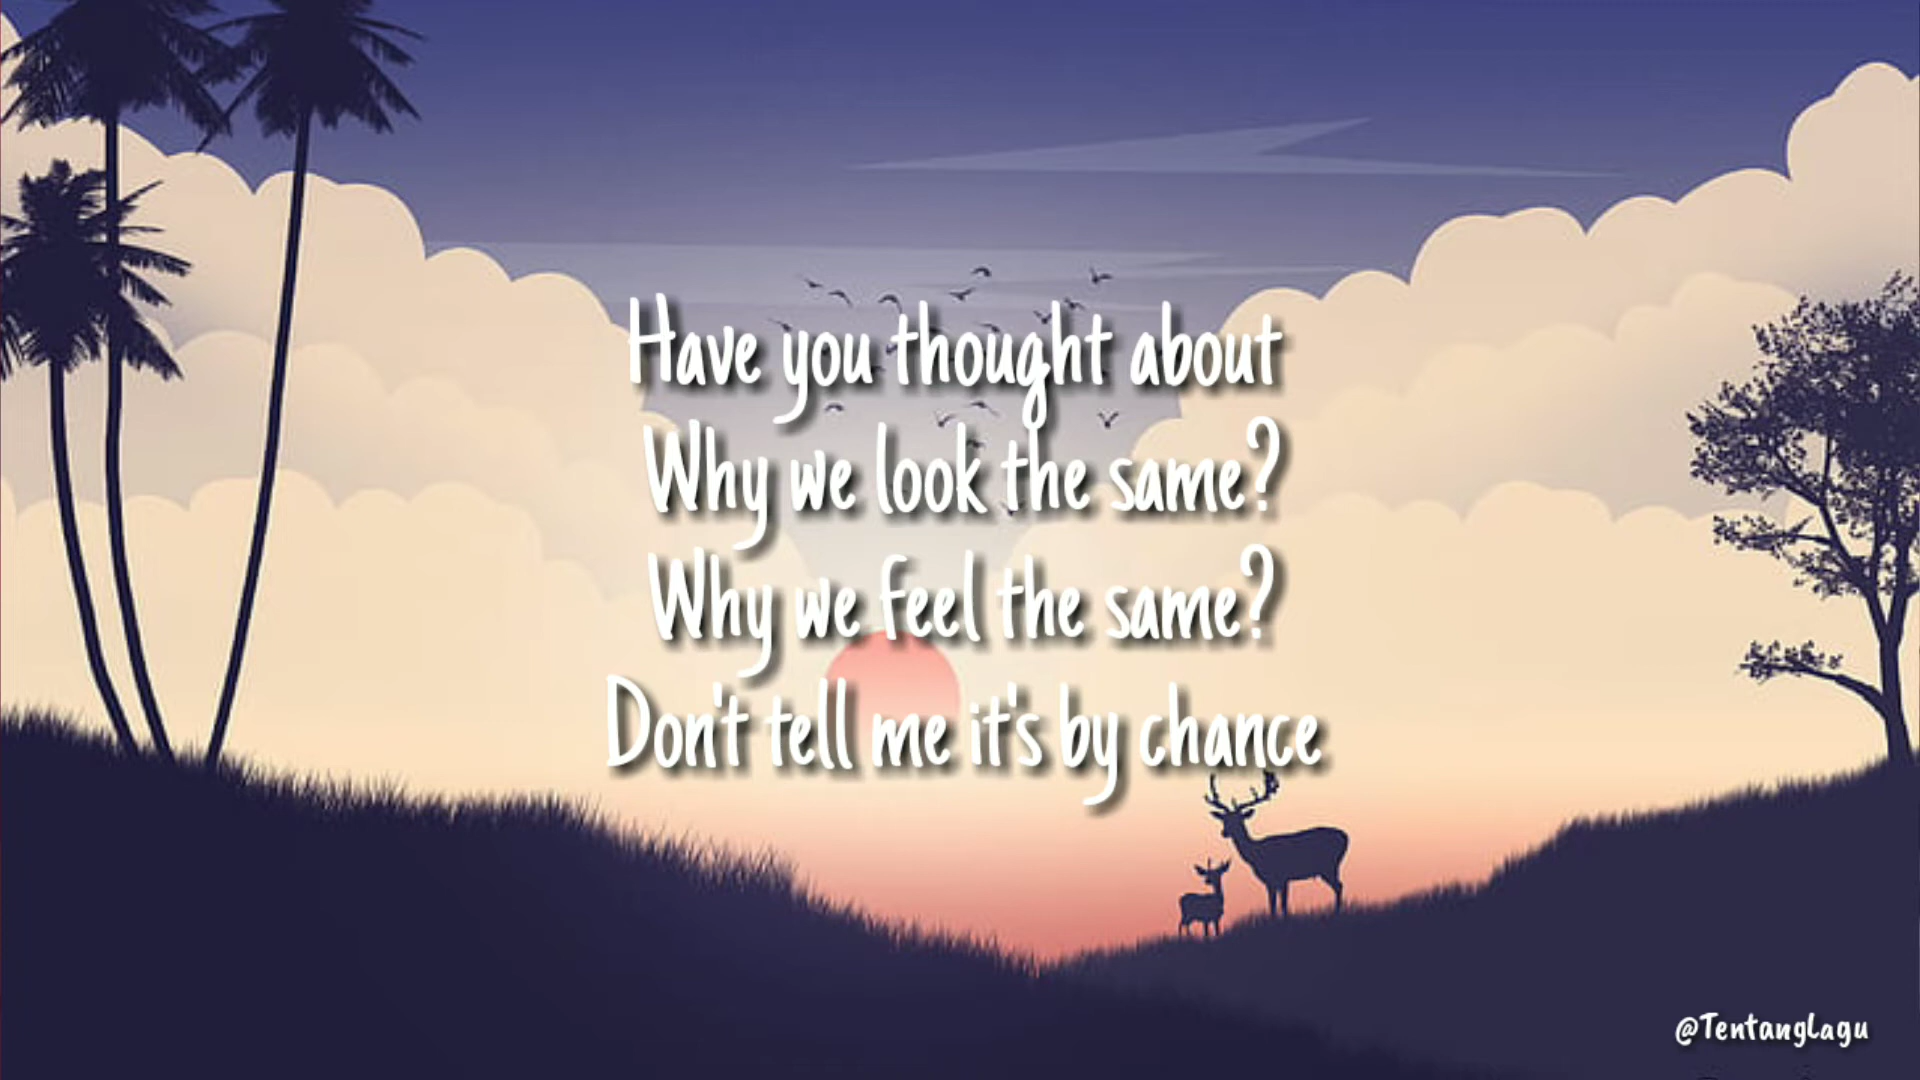 Have you thought about
Why we look the same?
Why we feel the same?
Don't tell me it's by chance
@TentangLagu